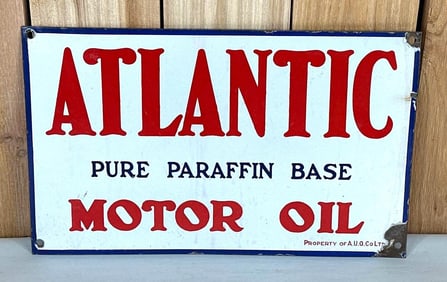 ATLANTIC
PURE PARAFFIN BASE
MOTOR OIL
PROPERTY OF A.U.O. CO LTD